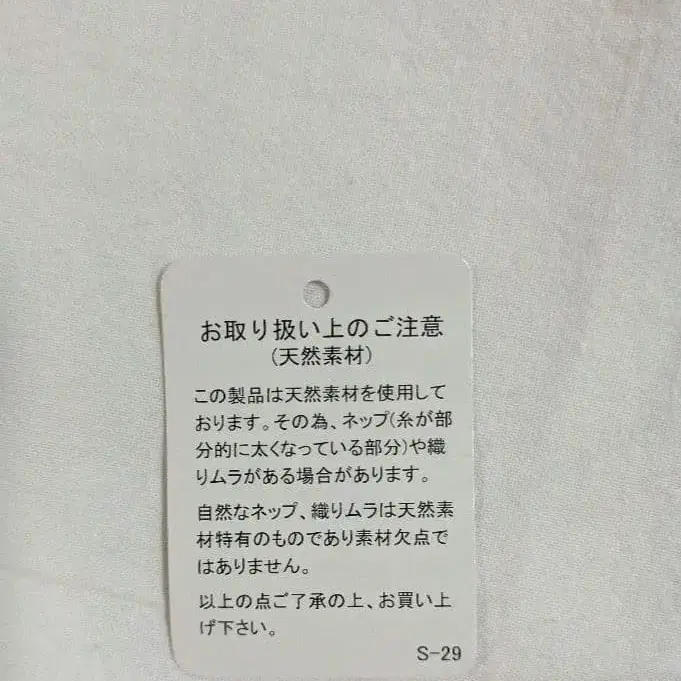 お取り扱い上のご注意
(天然素材)
この製品は天然素材を使用して
おります。その為、ネップ(糸が部
分的に太くなっている部分)や織
りムラがある場合があります。
自然なネップ、織りムラは天然素
材特有のものであり素材欠点で
はありません。
以上の点ご了承の上、お買い上
げ下さい。
S-29